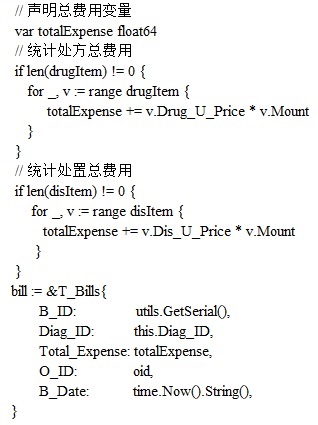 // 声明总费用变量
var totalExpense float64
// 统计处方总费用
if len(drugItem) != 0 {
for _, v := range drugItem {
totalExpense += v.Drug_U_Price * v.Mount
}
}
// 统计处置总费用
if len(disItem) != 0 {
for _, v := range disItem {
totalExpense += v.Dis_U_Price * v.Mount
}
}
bill := &T_Bills{
B_ID: utils.GetSerial(),
Diag_ID: this.Diag_ID,
Total_Expense: totalExpense,
O_ID: oid,
B_Date: time.Now().String(),
}